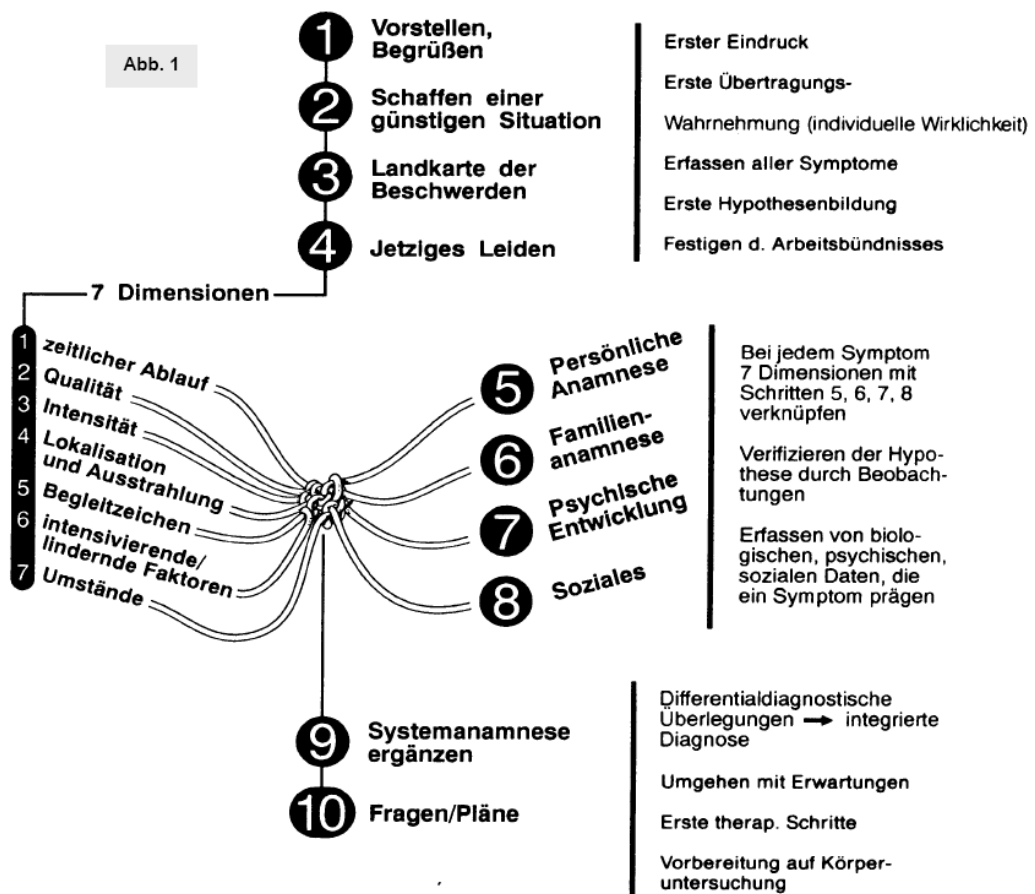 Abb. 1
1
Vorstellen,
Begrüßen
2
Schaffen einer
günstigen Situation
3
Landkarte der
Beschwerden
4
Jetziges Leiden
Erster Eindruck
Erste Übertragungs-
Wahrnehmung (individuelle Wirklichkeit)
Erfassen aller Symptome
Erste Hypothesenbildung
Festigen d. Arbeitsbündnisses
7 Dimensionen
1
zeitlicher Ablauf
2
Qualität
3
Intensität
4
Lokalisation
und Ausstrahlung
5
Begleitzeichen
6
intensivierende/
lindernde Faktoren
7
Umstände
5
Persönliche
Anamnese
6
Familien-
anamnese
7
Psychische
Entwicklung
8
Soziales
Bei jedem Symptom
7 Dimensionen mit
Schritten 5, 6, 7, 8
verknüpfen
Verifizieren der Hypo-
these durch Beobach-
tungen
Erfassen von biolo-
gischen, psychischen,
sozialen Daten, die
ein Symptom prägen
9
Systemanamnese
ergänzen
10
Fragen/Pläne
Differentialdiagnostische
Überlegungen → integrierte
Diagnose
Umgehen mit Erwartungen
Erste therap. Schritte
Vorbereitung auf Körper-
untersuchung